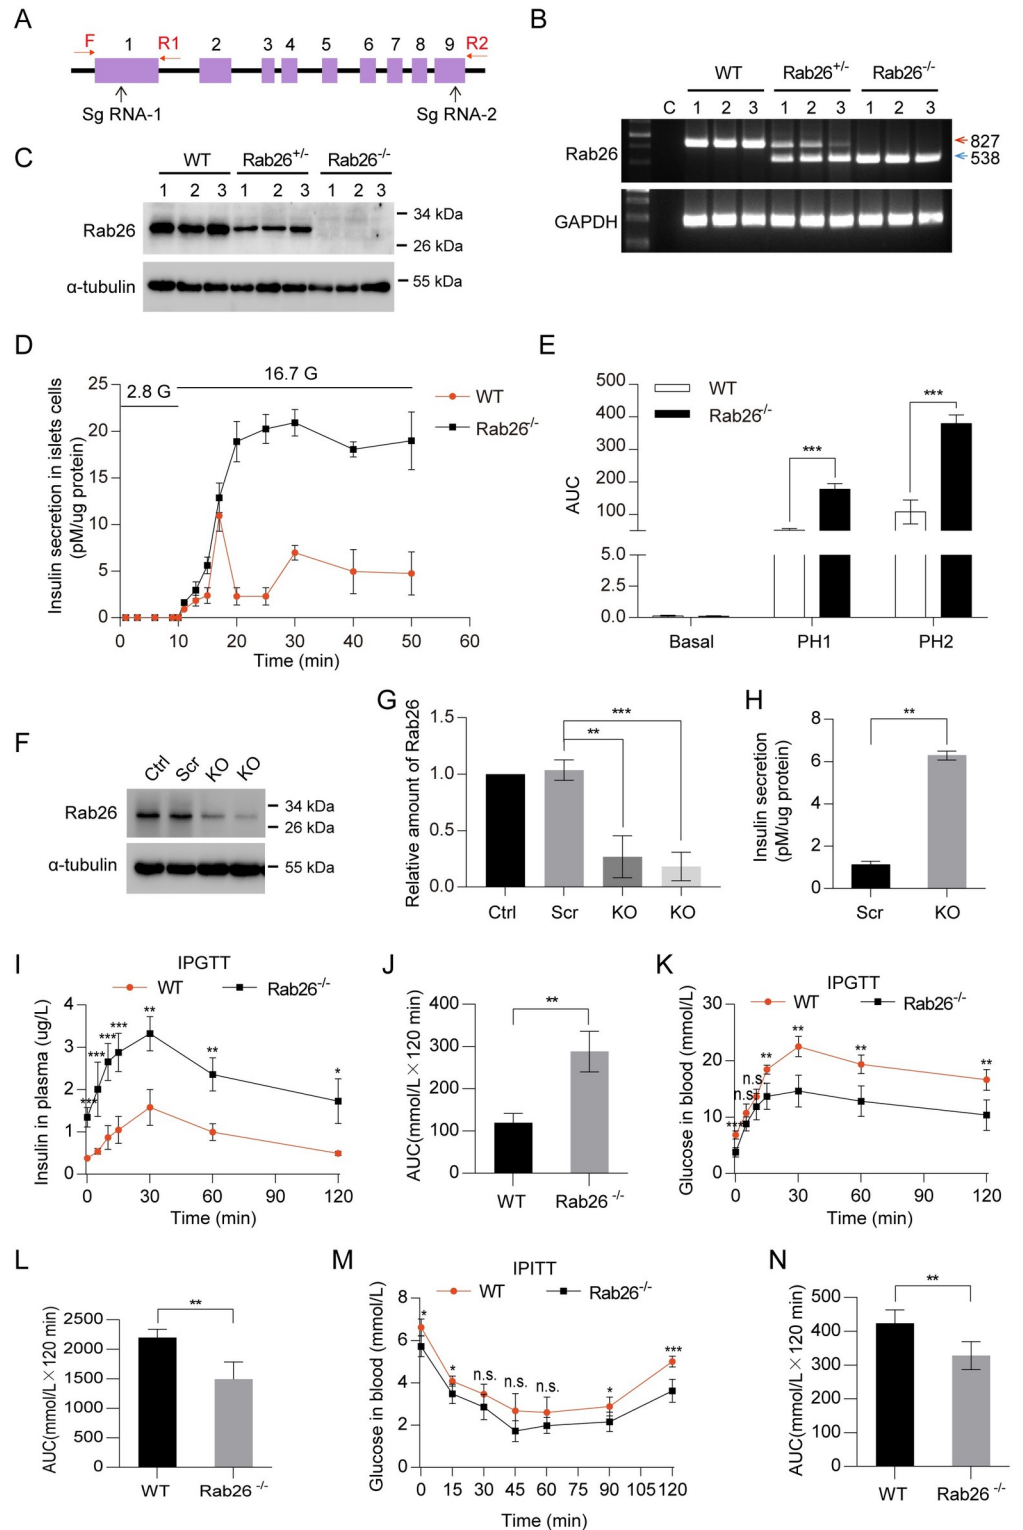 A
F 1 R1 2 3 4 5 6 7 8 9 R2
Sg RNA-1 Sg RNA-2
B
WT Rab26+/- Rab26-/-
C 1 2 3 1 2 3 1 2 3
Rab26
827
538
GAPDH
C
WT Rab26+/- Rab26-/-
1 2 3 1 2 3 1 2 3
Rab26
34 kDa
26 kDa
α-tubulin
55 kDa
D
Insulin secretion in islets cells
(pM/ug protein)
25
20
15
10
5
0
2.8 G
16.7 G
WT
Rab26-/-
0 10 20 30 40 50 60
Time (min)
E
AUC
500
400
300
200
100
5.0
2.5
0.0
WT
Rab26-/-
***
***
Basal PH1 PH2
F
Ctrl Scr KO KO
Rab26
34 kDa
26 kDa
α-tubulin
55 kDa
G
Relative amount of Rab26
1.5
1.0
0.5
0.0
***
**
Ctrl Scr KO KO
H
Insulin secretion
(pM/ug protein)
8
6
4
2
0
**
Scr KO
I
IPGTT
WT Rab26-/-
Insulin in plasma (ug/L)
4
3
2
1
0
***
***
***
***
**
**
*
0 30 60 90 120
Time (min)
J
AUC(mmol/L×120 min)
400
300
200
100
0
**
WT Rab26 -/-
K
IPGTT
WT Rab26-/-
Glucose in blood (mmol/L)
30
20
10
0
***
n.s.
n.s.
**
**
**
**
0 30 60 90 120
Time (min)
L
AUC(mmol/L×120 min)
2500
2000
1500
1000
500
0
**
WT Rab26 -/-
M
IPITT
WT Rab26-/-
Glucose in blood (mmol/L)
8
6
4
2
0
*
*
n.s.
n.s.
n.s.
*
***
0 15 30 45 60 75 90 105 120
Time (min)
N
AUC(mmol/L×120 min)
500
400
300
200
100
0
**
WT Rab26 -/-